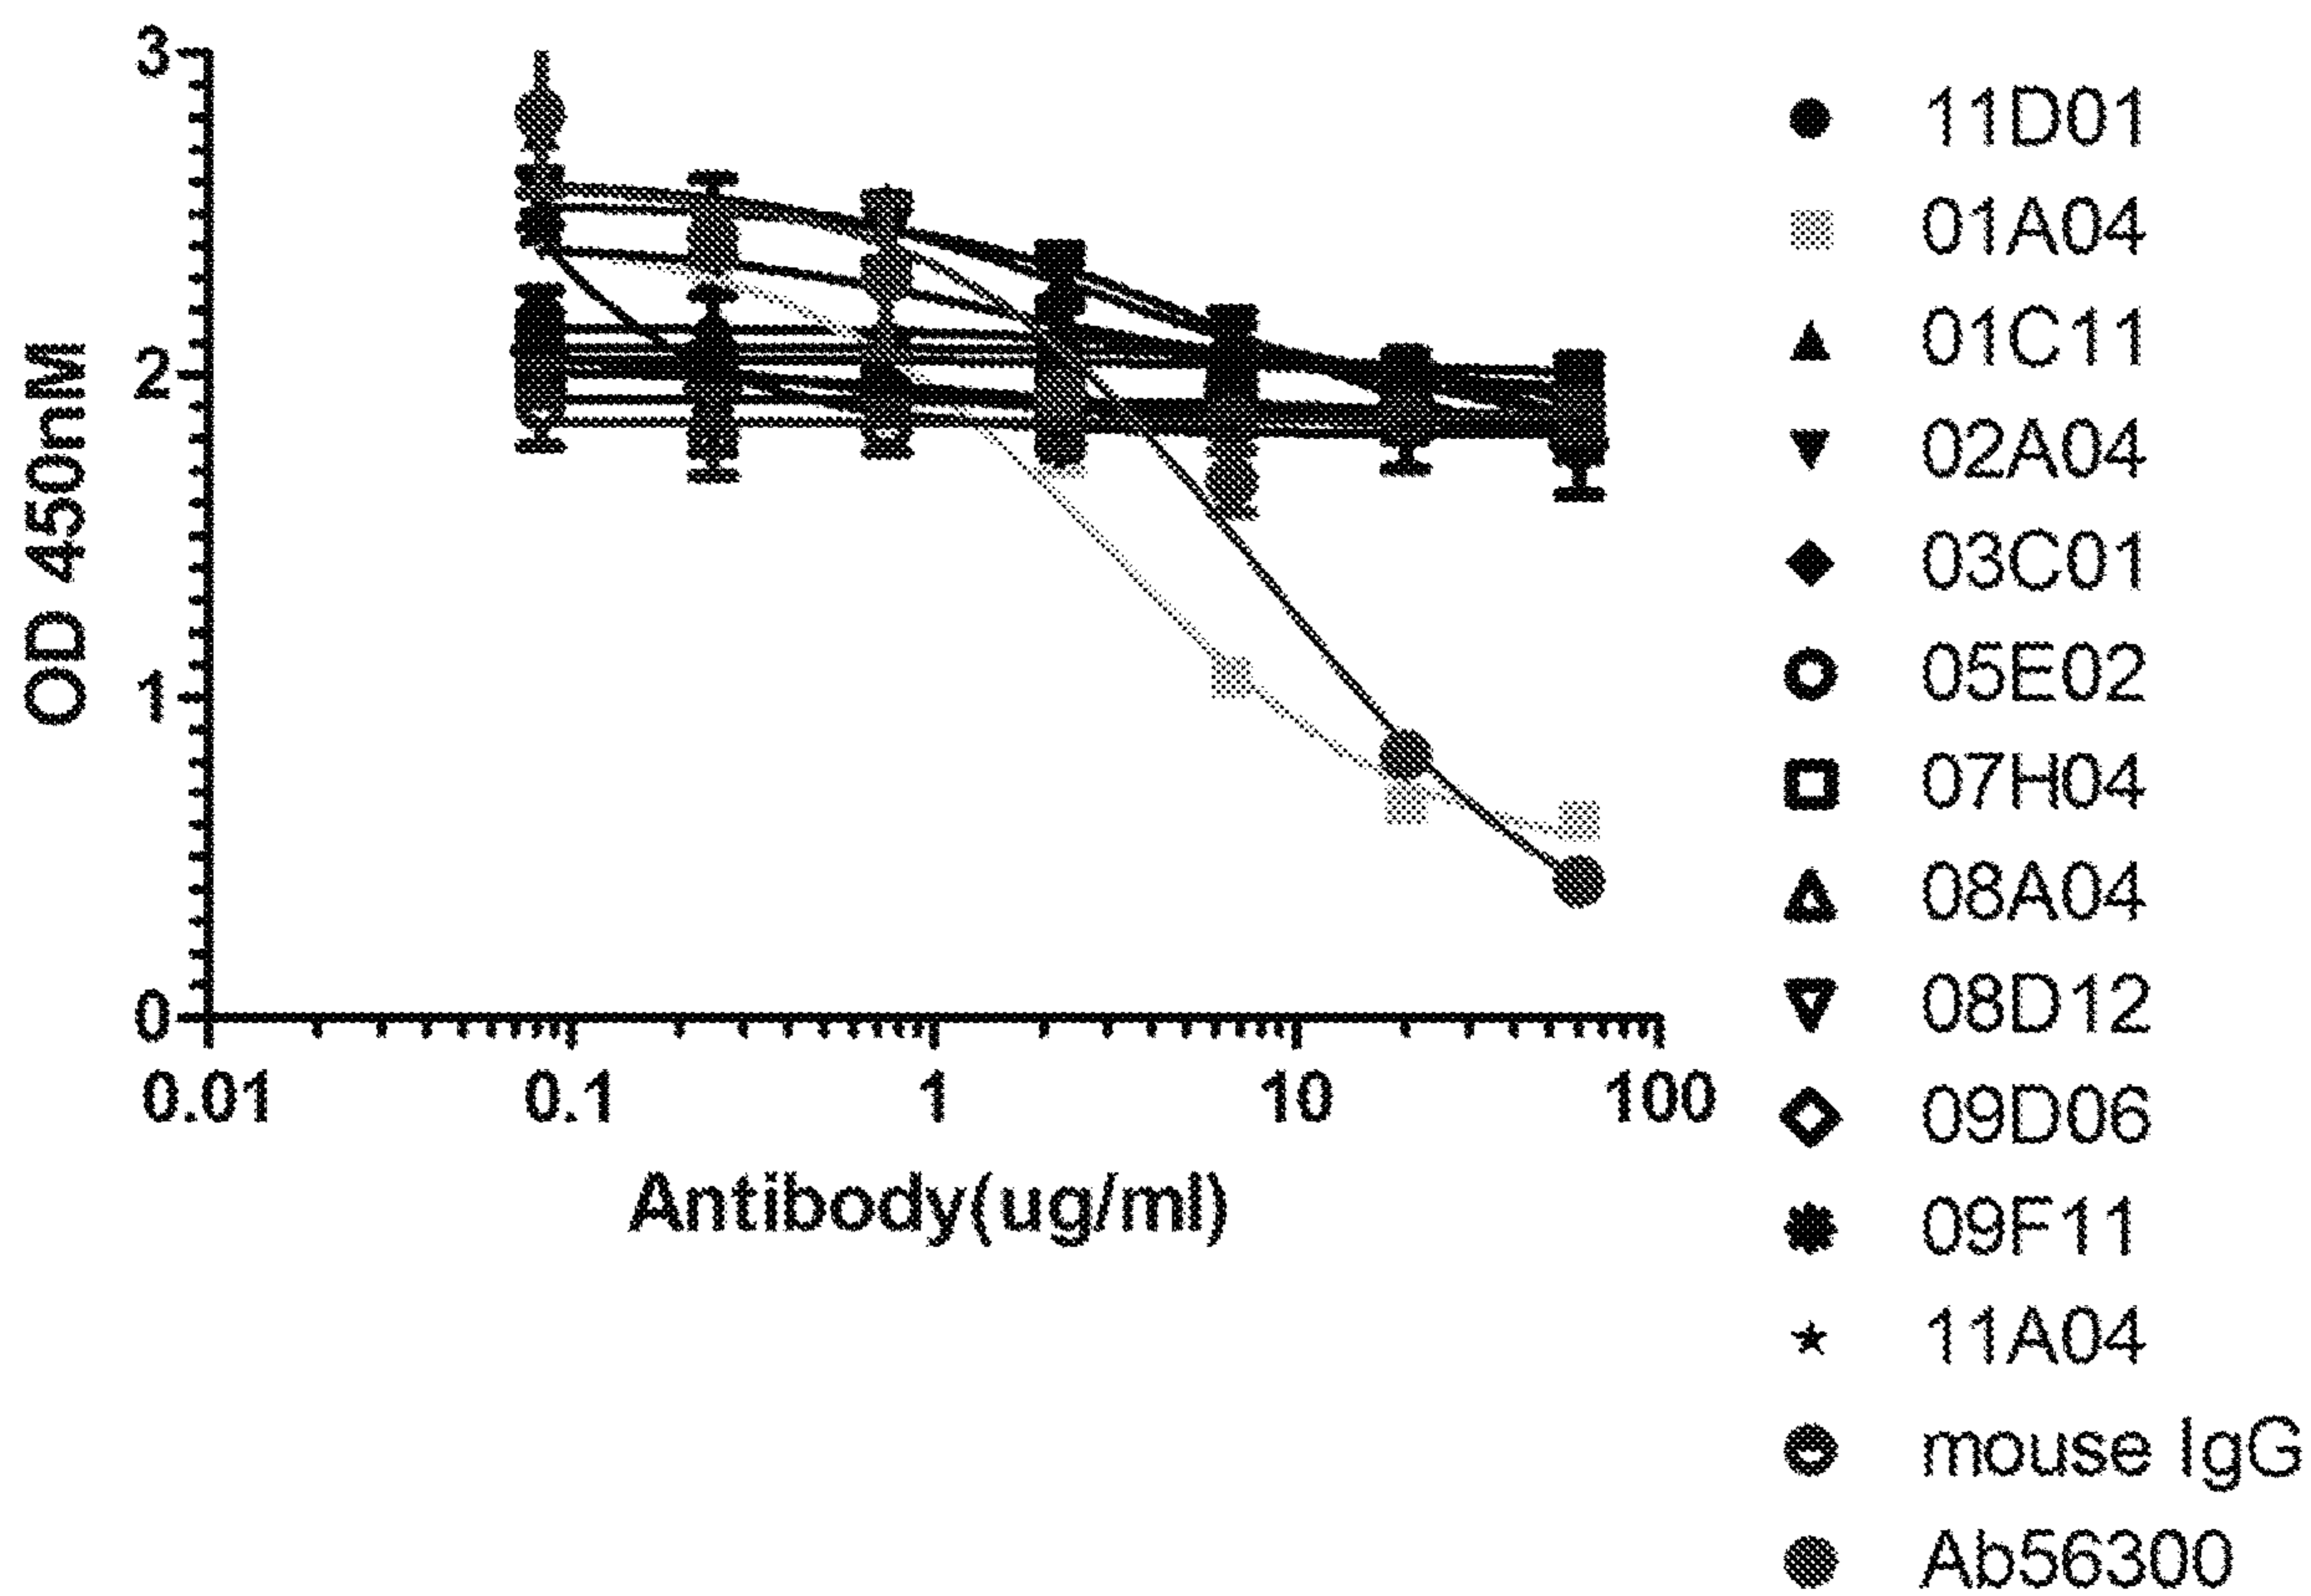 3
2
1
0
OD 450nM
0.01
0.1
1
10
100
Antibody(ug/ml)
11D01
01A04
01C11
02A04
03C01
05E02
07H04
08A04
08D12
09D06
09F11
11A04
mouse IgG
Ab56300